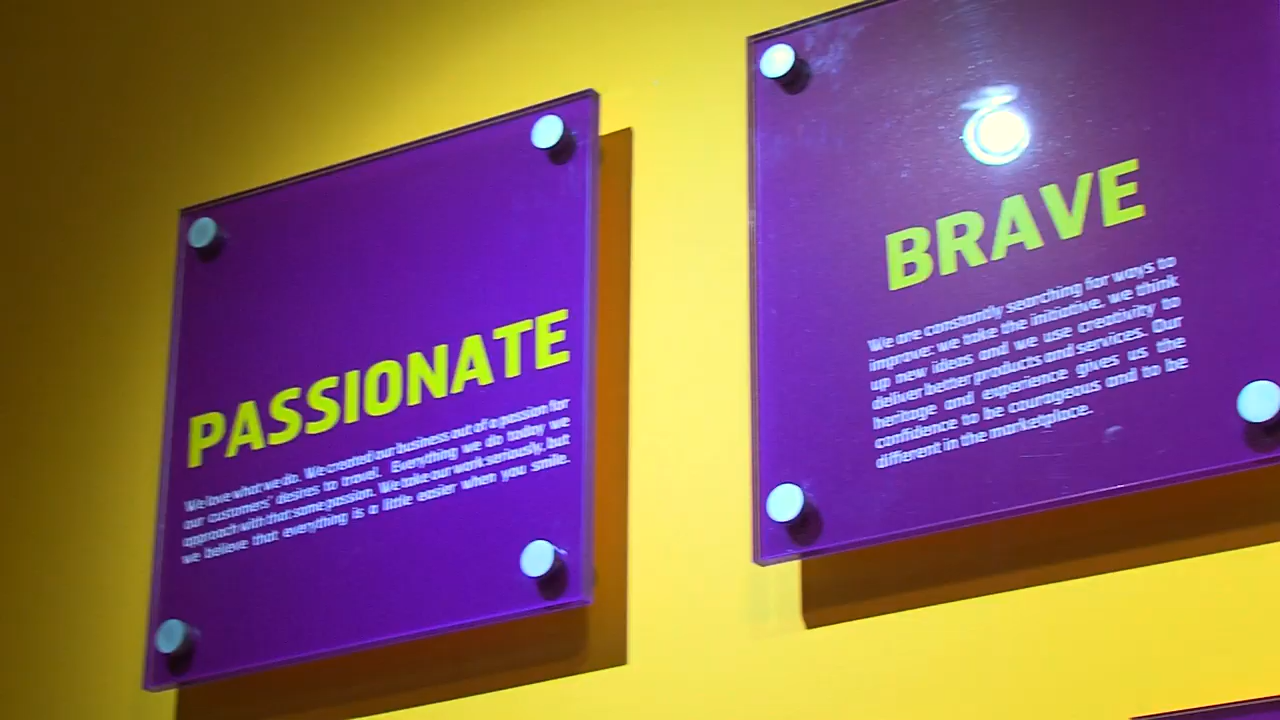 PASSIONATE
We love what we do. We created our business out of a passion for
our customers' desires to travel. Everything we do today we
approach with that same passion. We take our work seriously, but
we believe that everything is a little easier when you smile.
BRAVE
We are constantly searching for ways to
improve: we take the initiative, we think
up new ideas and we use creativity to
deliver better products and services. Our
heritage and experience gives us the
confidence to be courageous and to be
different in the marketplace.